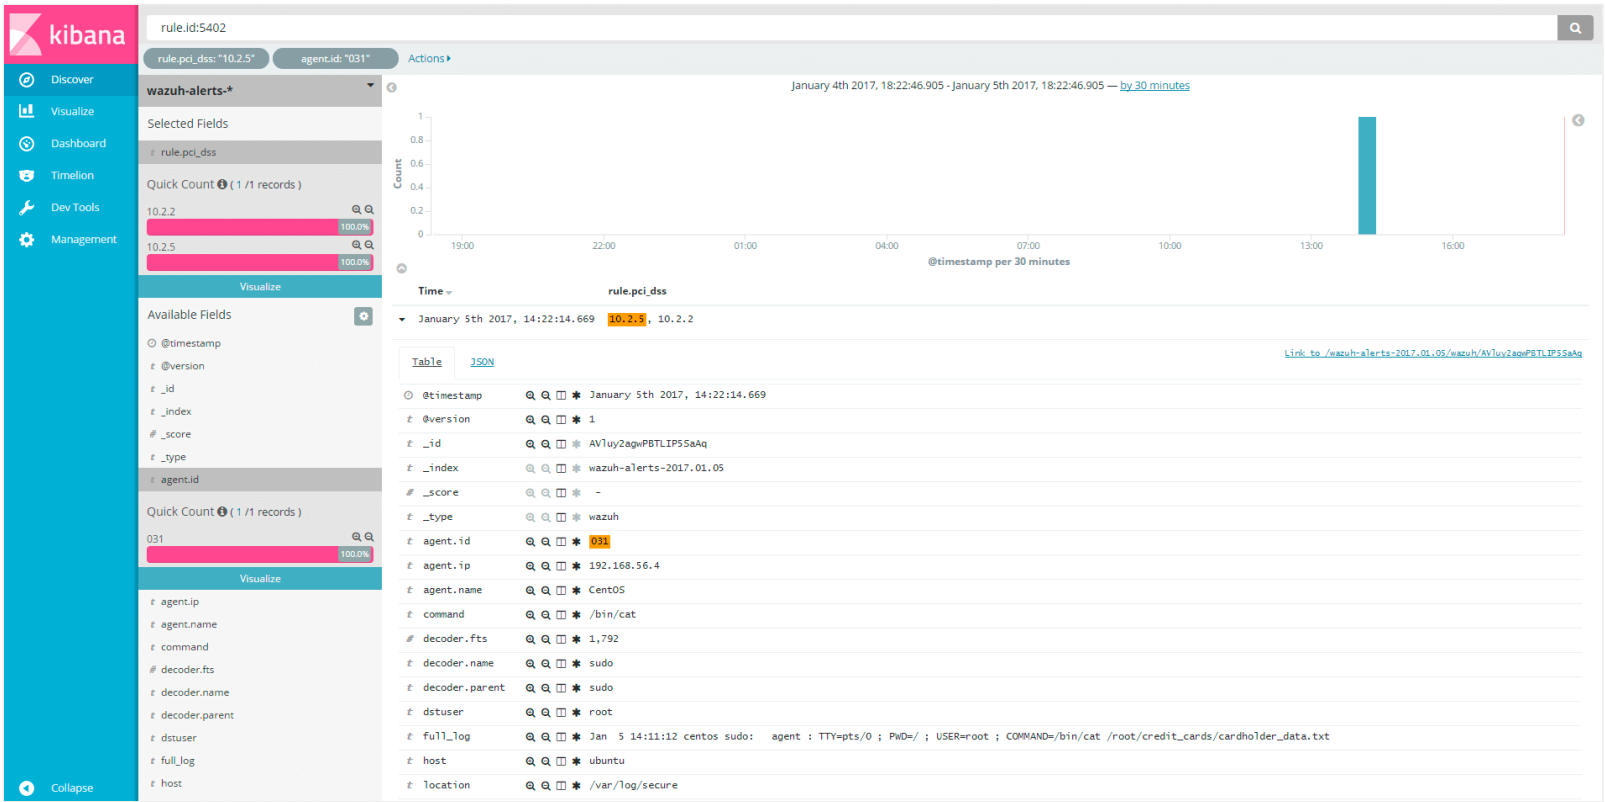 kibana
Discover
Visualize
Dashboard
Timelion
Dev Tools
Management
Collapse
rule.id:5402
rule.pci_dss: "10.2.5" agent.id: "031" Actions
wazuh-alerts-*
Selected Fields
t rule.pci_dss
Quick Count ( 1 /1 records )
10.2.2
100.0%
10.2.5
100.0%
Visualize
Available Fields
@timestamp
t @version
t _id
t _index
# _score
t _type
t agent.id
Quick Count ( 1 /1 records )
031
100.0%
Visualize
t agent.ip
t agent.name
t command
# decoder.fts
t decoder.name
t decoder.parent
t dstuser
t full_log
t host
January 4th 2017, 18:22:46.905 - January 5th 2017, 18:22:46.905 — by 30 minutes
Count
1
0.8
0.6
0.4
0.2
0
19:00 22:00 01:00 04:00 07:00 10:00 13:00 16:00
@timestamp per 30 minutes
Time rule.pci_dss
January 5th 2017, 14:22:14.669 10.2.5, 10.2.2
Table JSON
Link to /wazuh-alerts-2017.01.05/wazuh/AVluy2agwPBTLIP5SaAq
@timestamp January 5th 2017, 14:22:14.669
t @version 1
t _id AVluy2agwPBTLIP5SaAq
t _index wazuh-alerts-2017.01.05
# _score -
t _type wazuh
t agent.id 031
t agent.ip 192.168.56.4
t agent.name CentOS
t command /bin/cat
# decoder.fts 1,792
t decoder.name sudo
t decoder.parent sudo
t dstuser root
t full_log Jan 5 14:11:12 centos sudo: agent : TTY=pts/0 ; PWD=/ ; USER=root ; COMMAND=/bin/cat /root/credit_cards/cardholder_data.txt
t host ubuntu
t location /var/log/secure